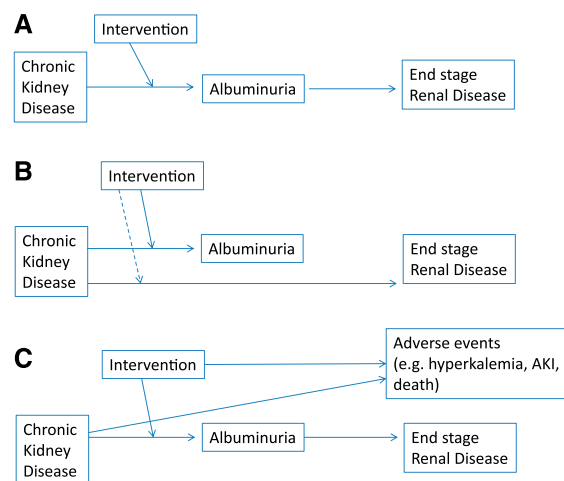 A
Intervention
Chronic
Kidney
Disease
Albuminuria
End stage
Renal Disease
B
Intervention
Chronic
Kidney
Disease
Albuminuria
End stage
Renal Disease
C
Intervention
Adverse events
(e.g. hyperkalemia, AKI,
death)
Chronic
Kidney
Disease
Albuminuria
End stage
Renal Disease